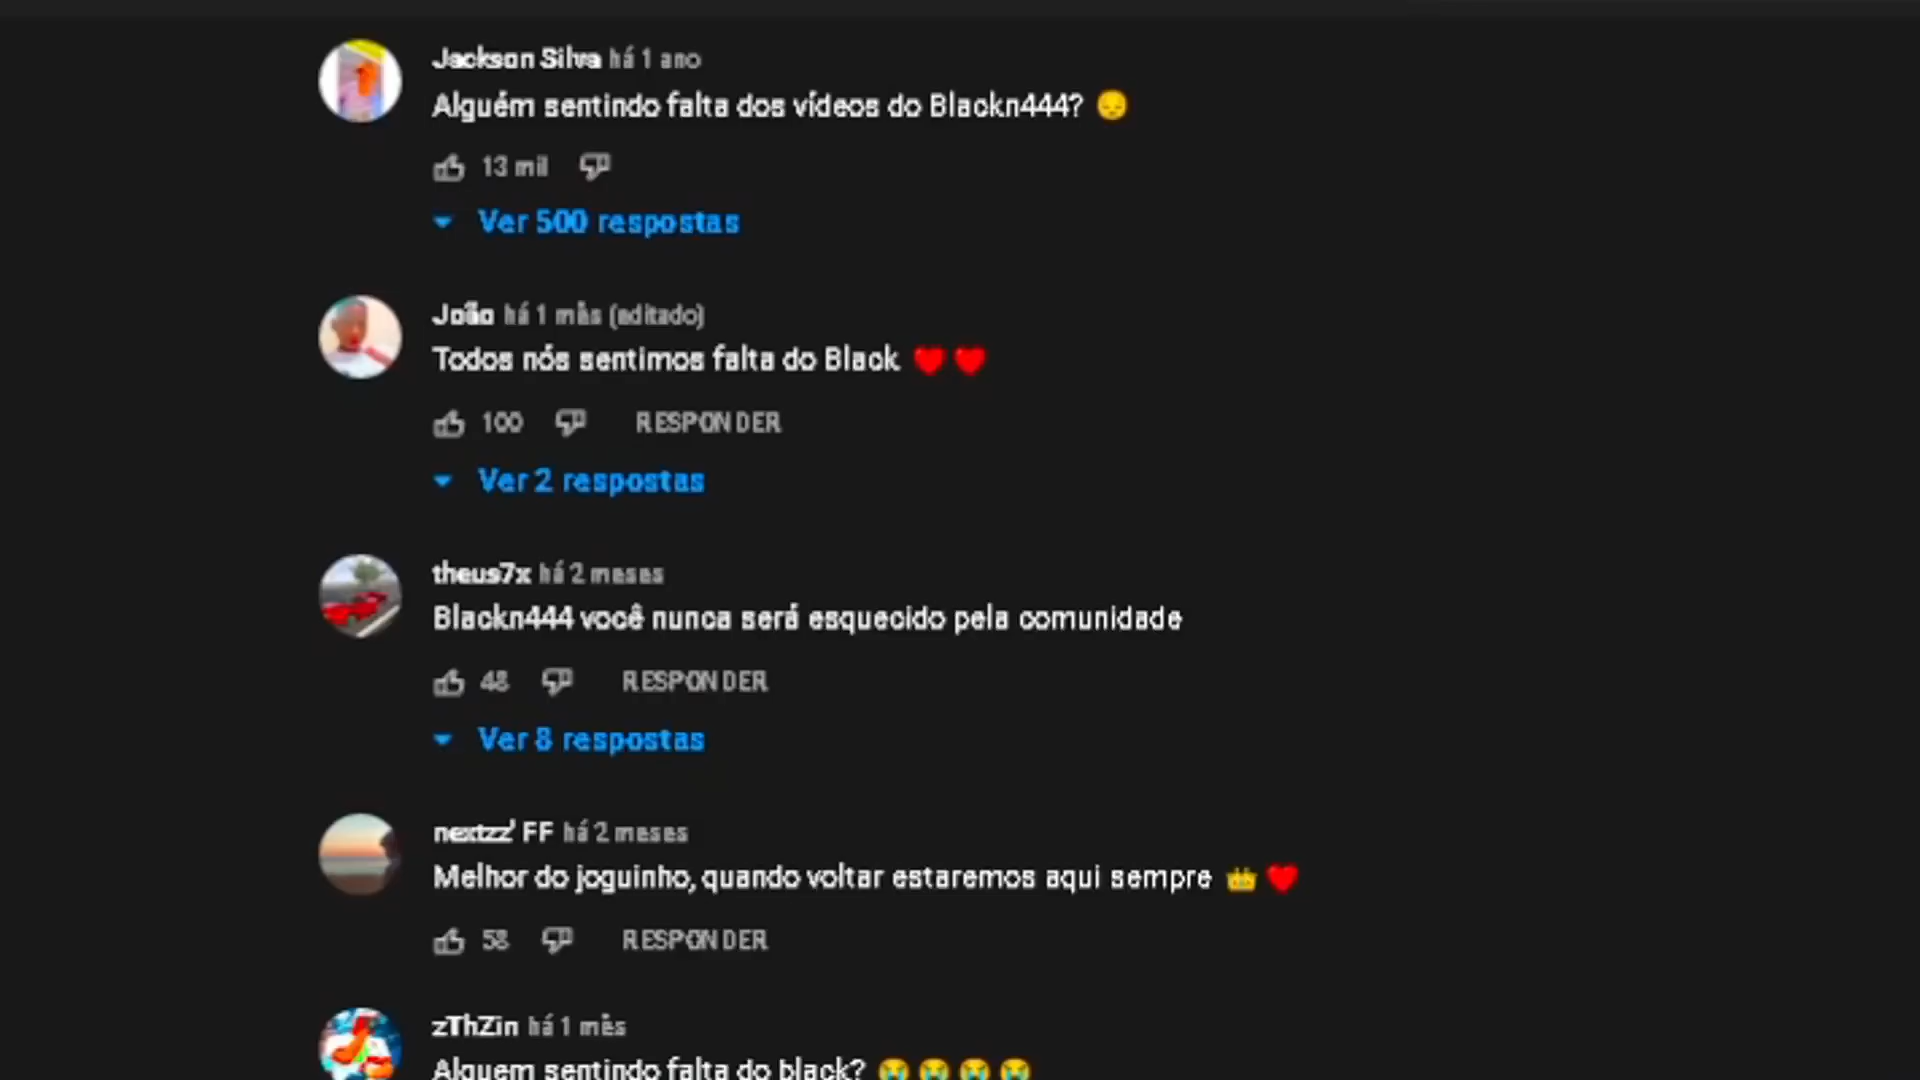 Jackson Silva há 1 ano
Alguém sentindo falta dos vídeos do Blackn444? 😔
13 mil
Ver 500 respostas
João há 1 mês (editado)
Todos nós sentimos falta do Black ♥️♥️
100 RESPONDER
Ver 2 respostas
theus7x há 2 meses
Blackn444 você nunca será esquecido pela comunidade
48 RESPONDER
Ver 8 respostas
nextzz' FF há 2 meses
Melhor do joguinho, quando voltar estaremos aqui sempre 👑♥️
58 RESPONDER
zThZin há 1 mês
Alguem sentindo falta do black? 😭😭😭😭